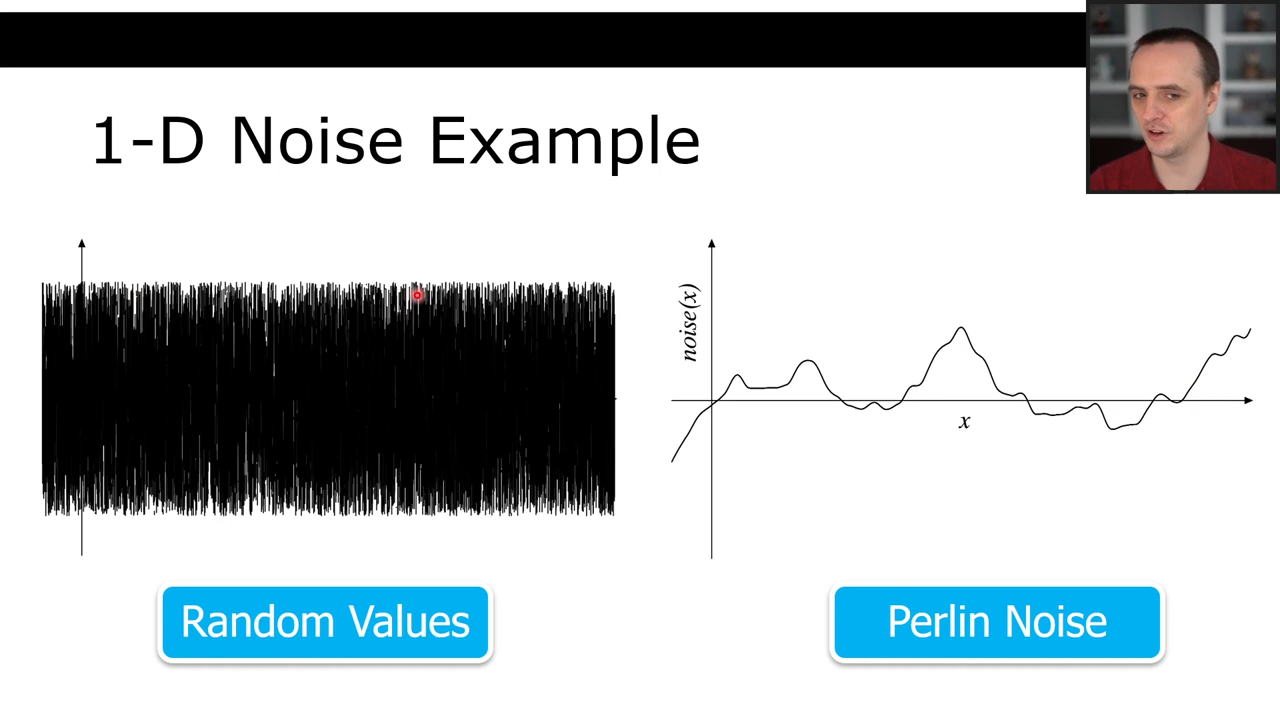 1-D Noise Example
noise(x)
x
Random Values
Perlin Noise